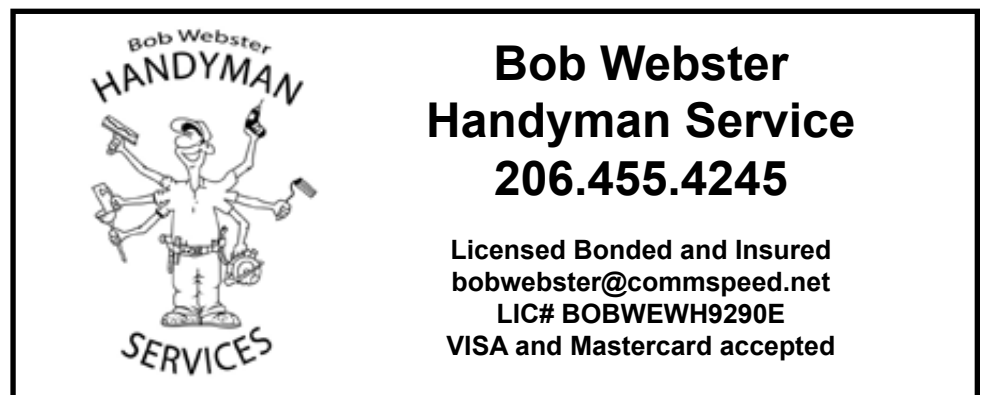 Bob Webster
HANDYMAN
SERVICES
Bob Webster
Handyman Service
206.455.4245
Licensed Bonded and Insured
bobwebster@commspeed.net
LIC# BOBWEWH9290E
VISA and Mastercard accepted